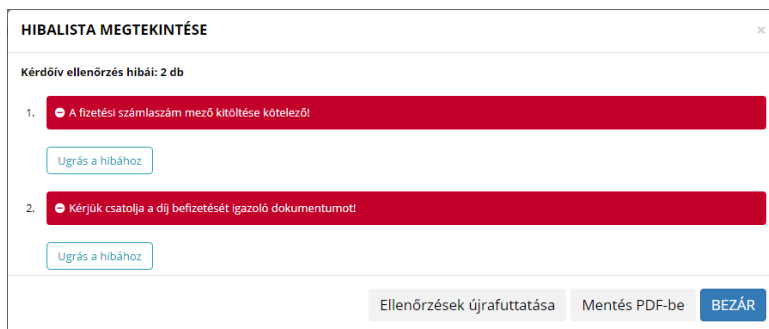 HIBALISTA MEGTEKINTÉSE ×
Kérdőív ellenőrzés hibái: 2 db
1. A fizetési számlaszám mező kitöltése kötelező!
Ugrás a hibához
2. Kérjük csatolja a díj befizetését igazoló dokumentumot!
Ugrás a hibához
Ellenőrzések újrafuttatása Mentés PDF-be BEZÁR